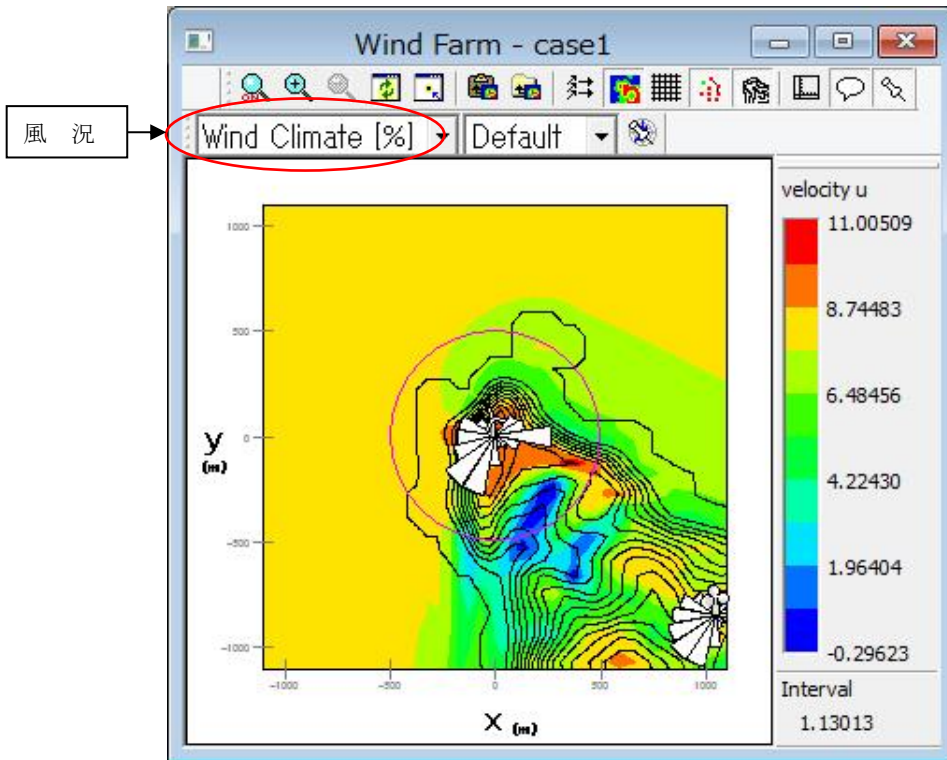 Wind Farm - case1
風 況
Wind Climate [%]
Default
velocity u
11.00509
8.74483
6.48456
4.22430
1.96404
-0.29623
Interval
1.13013
1000
500
0
-500
-1000
y
(m)
-1000
-500
0
500
1000
x (m)